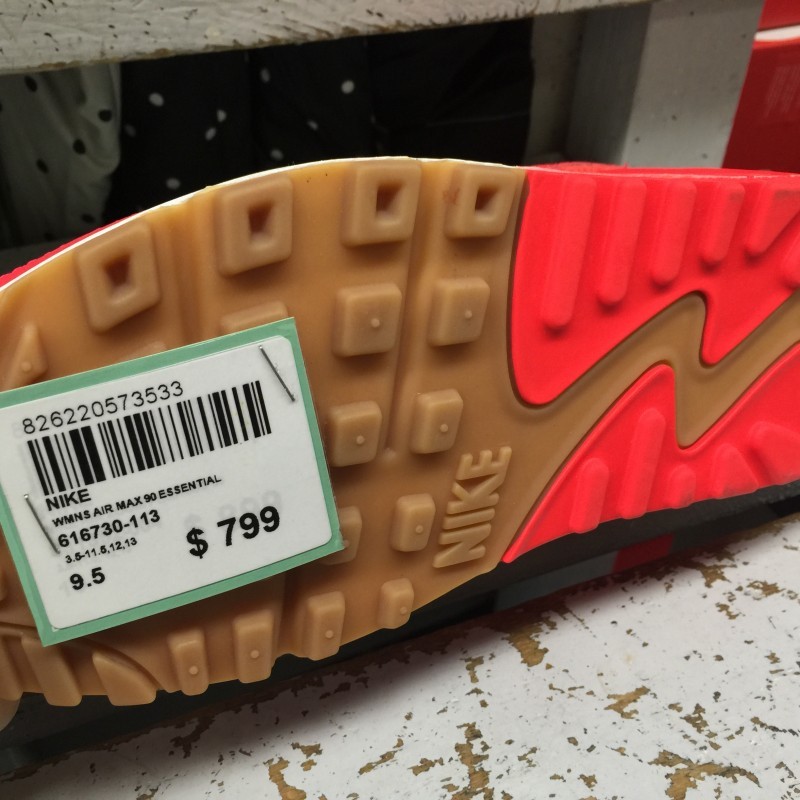 826220573533
NIKE
WMNS AIR MAX 90 ESSENTIAL
616730-113
3.5-11.5,12,13
$ 799
9.5
NIKE